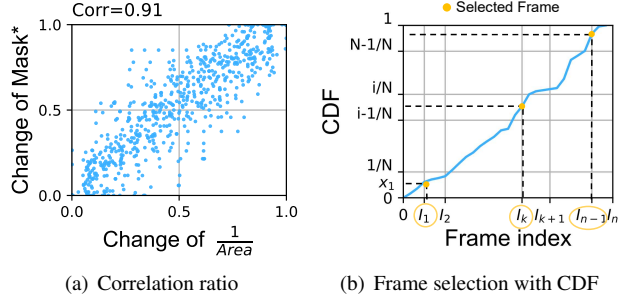 Corr=0.91
Change of Mask*
1.0
0.5
0.0
0.0 0.5 1.0
Change of 1/Area
(a) Correlation ratio
Selected Frame
CDF
1
N-1/N
i/N
i-1/N
1/N
x1
0
0 I1 I2 Ik Ik+1 In−1 In
Frame index
(b) Frame selection with CDF